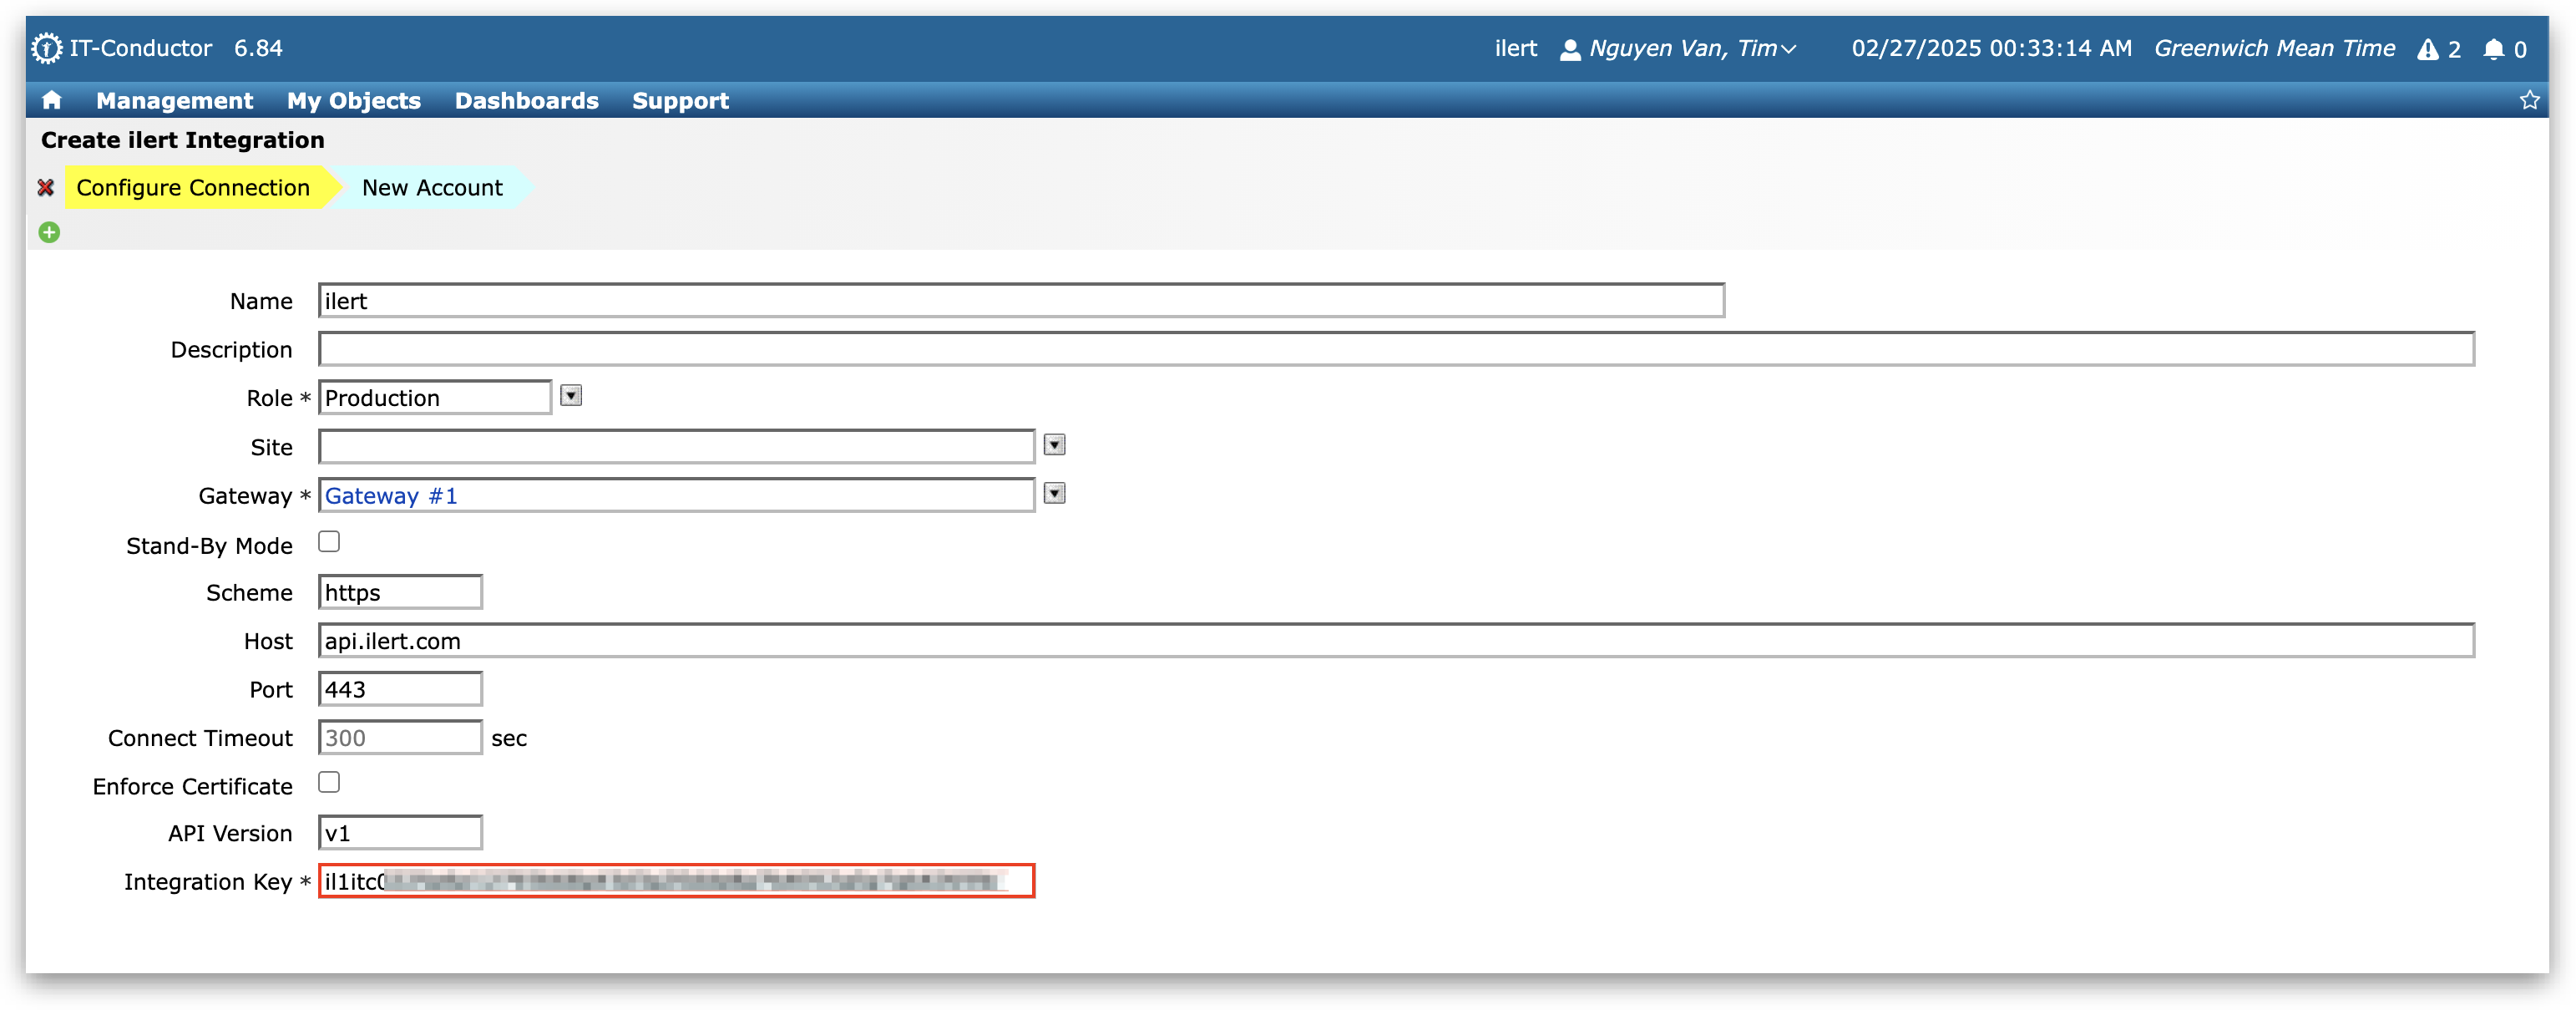 IT-Conductor 6.84 ilert Nguyen Van, Tim 02/27/2025 00:33:14 AM Greenwich Mean Time 2 0
Management My Objects Dashboards Support
Create ilert Integration
Configure Connection New Account
Name ilert
Description
Role * Production
Site
Gateway * Gateway #1
Stand-By Mode
Scheme https
Host api.ilert.com
Port 443
Connect Timeout 300 sec
Enforce Certificate
API Version v1
Integration Key * il1itc0